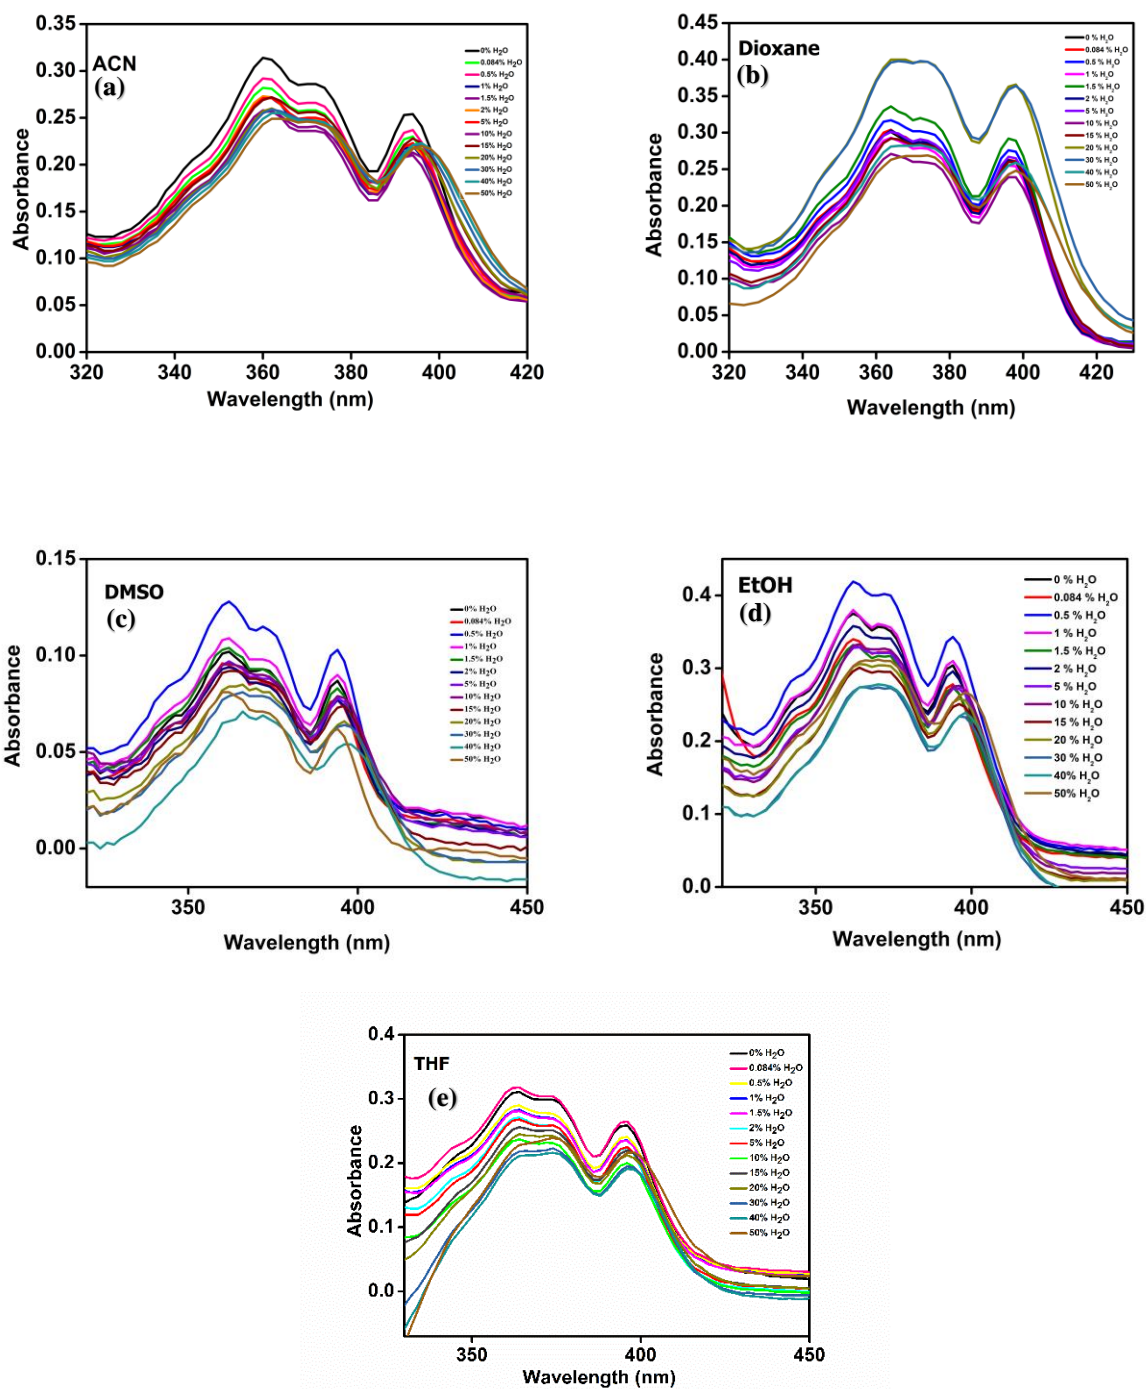 ACN
(a)
0% H2O
0.084% H2O
0.5% H2O
1% H2O
1.5% H2O
2% H2O
5% H2O
10% H2O
15% H2O
20% H2O
30% H2O
40% H2O
50% H2O
0.35
0.30
0.25
0.20
0.15
0.10
0.05
0.00
320 340 360 380 400 420
Absorbance
Wavelength (nm)
Dioxane
(b)
0 % H2O
0.084 % H2O
0.5 % H2O
1 % H2O
1.5 % H2O
2 % H2O
5 % H2O
10 % H2O
15 % H2O
20 % H2O
30 % H2O
40 % H2O
50 % H2O
0.45
0.40
0.35
0.30
0.25
0.20
0.15
0.10
0.05
0.00
320 340 360 380 400 420
Absorbance
Wavelength (nm)
DMSO
(c)
0% H2O
0.084% H2O
0.5% H2O
1% H2O
1.5% H2O
2% H2O
5% H2O
10% H2O
15% H2O
20% H2O
30% H2O
40% H2O
50% H2O
0.15
0.10
0.05
0.00
350 400 450
Absorbance
Wavelength (nm)
EtOH
(d)
0 % H2O
0.084 % H2O
0.5 % H2O
1 % H2O
1.5 % H2O
2 % H2O
5 % H2O
10 % H2O
15 % H2O
20 % H2O
30 % H2O
40% H2O
50% H2O
0.4
0.3
0.2
0.1
0.0
350 400 450
Absorbance
Wavelength (nm)
THF
(e)
0% H2O
0.084% H2O
0.5% H2O
1% H2O
1.5% H2O
2% H2O
5% H2O
10% H2O
15% H2O
20% H2O
30% H2O
40% H2O
50% H2O
0.4
0.3
0.2
0.1
0.0
350 400 450
Absorbance
Wavelength (nm)